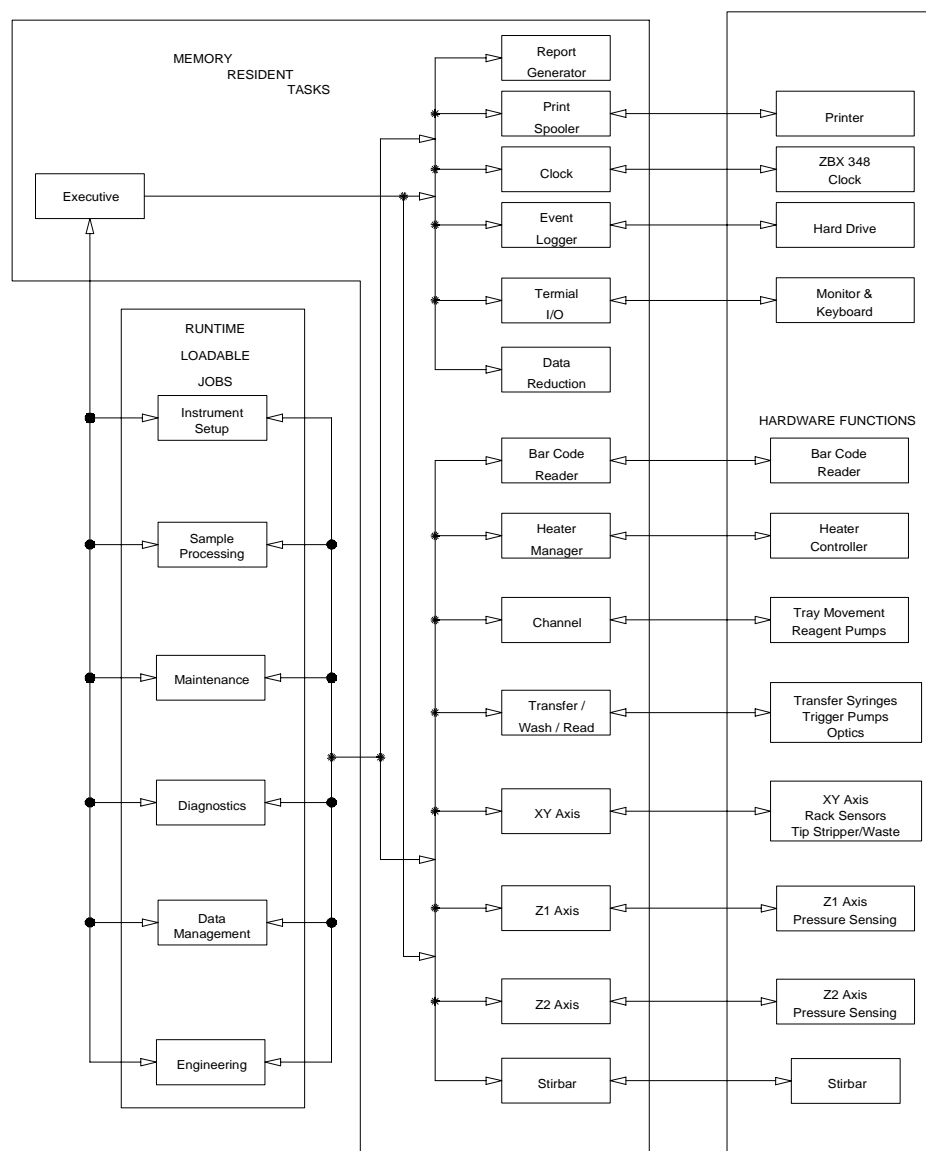 MEMORY
RESIDENT
TASKS
Executive
RUNTIME
LOADABLE
JOBS
Instrument
Setup
Sample
Processing
Maintenance
Diagnostics
Data
Management
Engineering
Report
Generator
Print
Spooler
Clock
Event
Logger
Termial
I/O
Data
Reduction
Bar Code
Reader
Heater
Manager
Channel
Transfer /
Wash / Read
XY Axis
Z1 Axis
Z2 Axis
Stirbar
Printer
ZBX 348
Clock
Hard Drive
Monitor &
Keyboard
HARDWARE FUNCTIONS
Bar Code
Reader
Heater
Controller
Tray Movement
Reagent Pumps
Transfer Syringes
Trigger Pumps
Optics
XY Axis
Rack Sensors
Tip Stripper/Waste
Z1 Axis
Pressure Sensing
Z2 Axis
Pressure Sensing
Stirbar